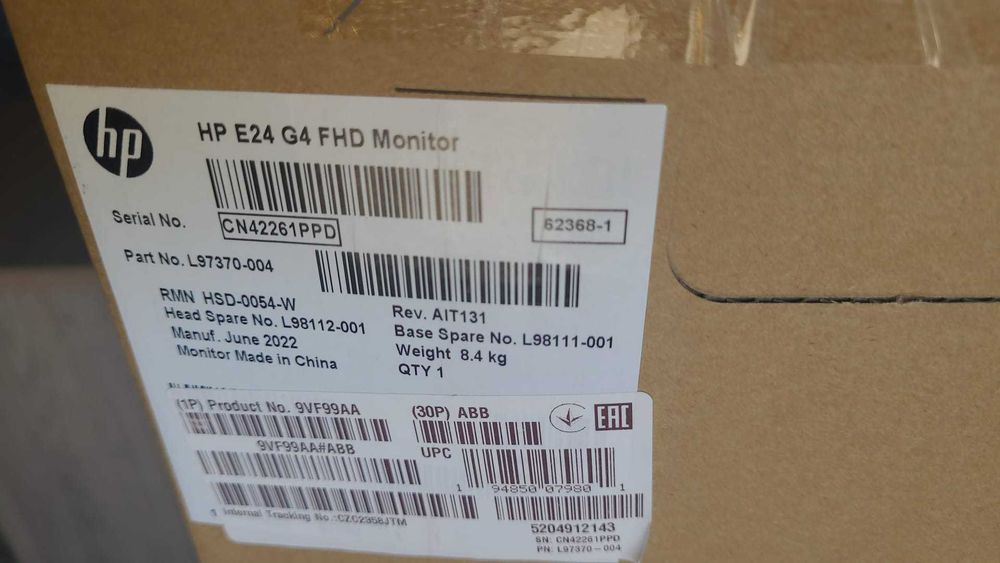 hp
HP E24 G4 FHD Monitor
Serial No. CN42261PPD
62368-1
Part No. L97370-004
RMN HSD-0054-W
Rev. AIT131
Head Spare No. L98112-001
Base Spare No. L98111-001
Manuf. June 2022
Weight 8.4 kg
Monitor Made in China
QTY 1
(1P) Product No. 9VF99AA
(30P) ABB
EAC
9VF99AA#ABB
UPC
1 94850 07980 1
Internal Tracking No.:CZC2358JTM
5204912143
SN: CN42261PPD
PN: L97370-004